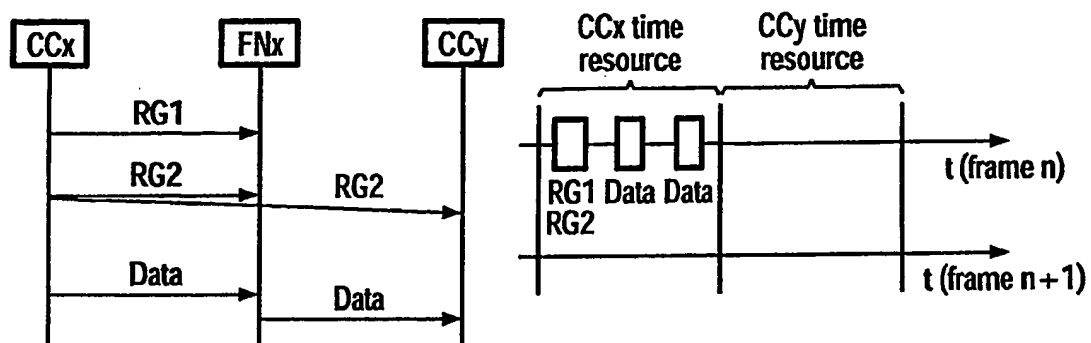 CCx
FNx
CCy
RG1
RG2
RG2
Data
Data
CCx time
resource
CCy time
resource
t (frame n)
RG1 Data Data
RG2
t (frame n+1)